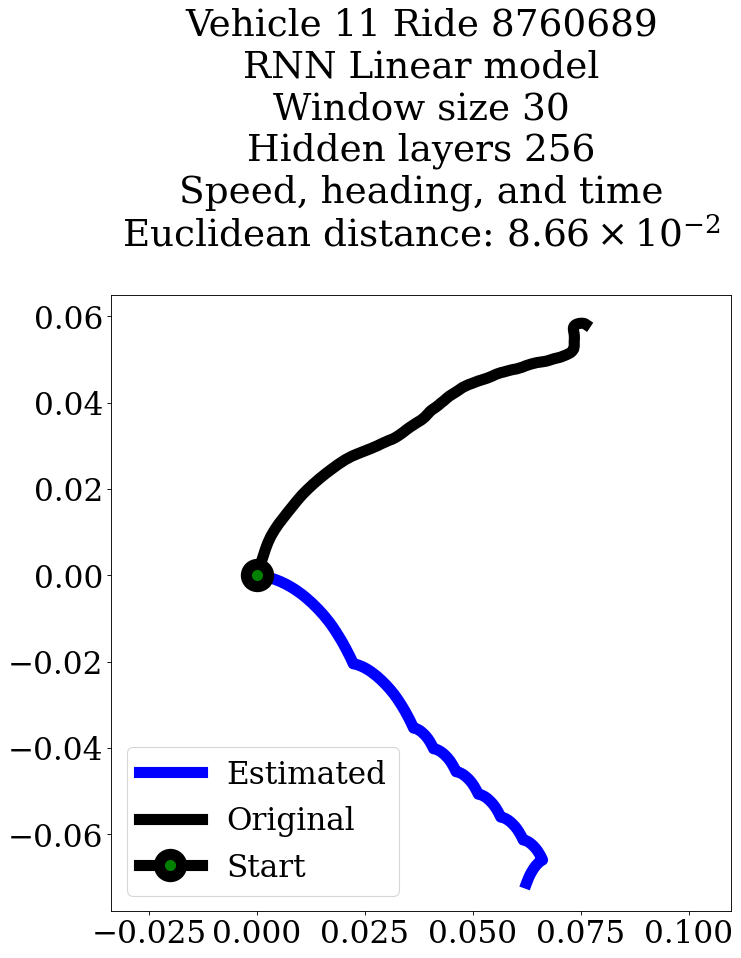 Vehicle 11 Ride 8760689
RNN Linear model
Window size 30
Hidden layers 256
Speed, heading, and time
Euclidean distance: 8.66 × 10⁻²
0.06
0.04
0.02
0.00
−0.02
−0.04
−0.06
Estimated
Original
Start
−0.025 0.000 0.025 0.050 0.075 0.100